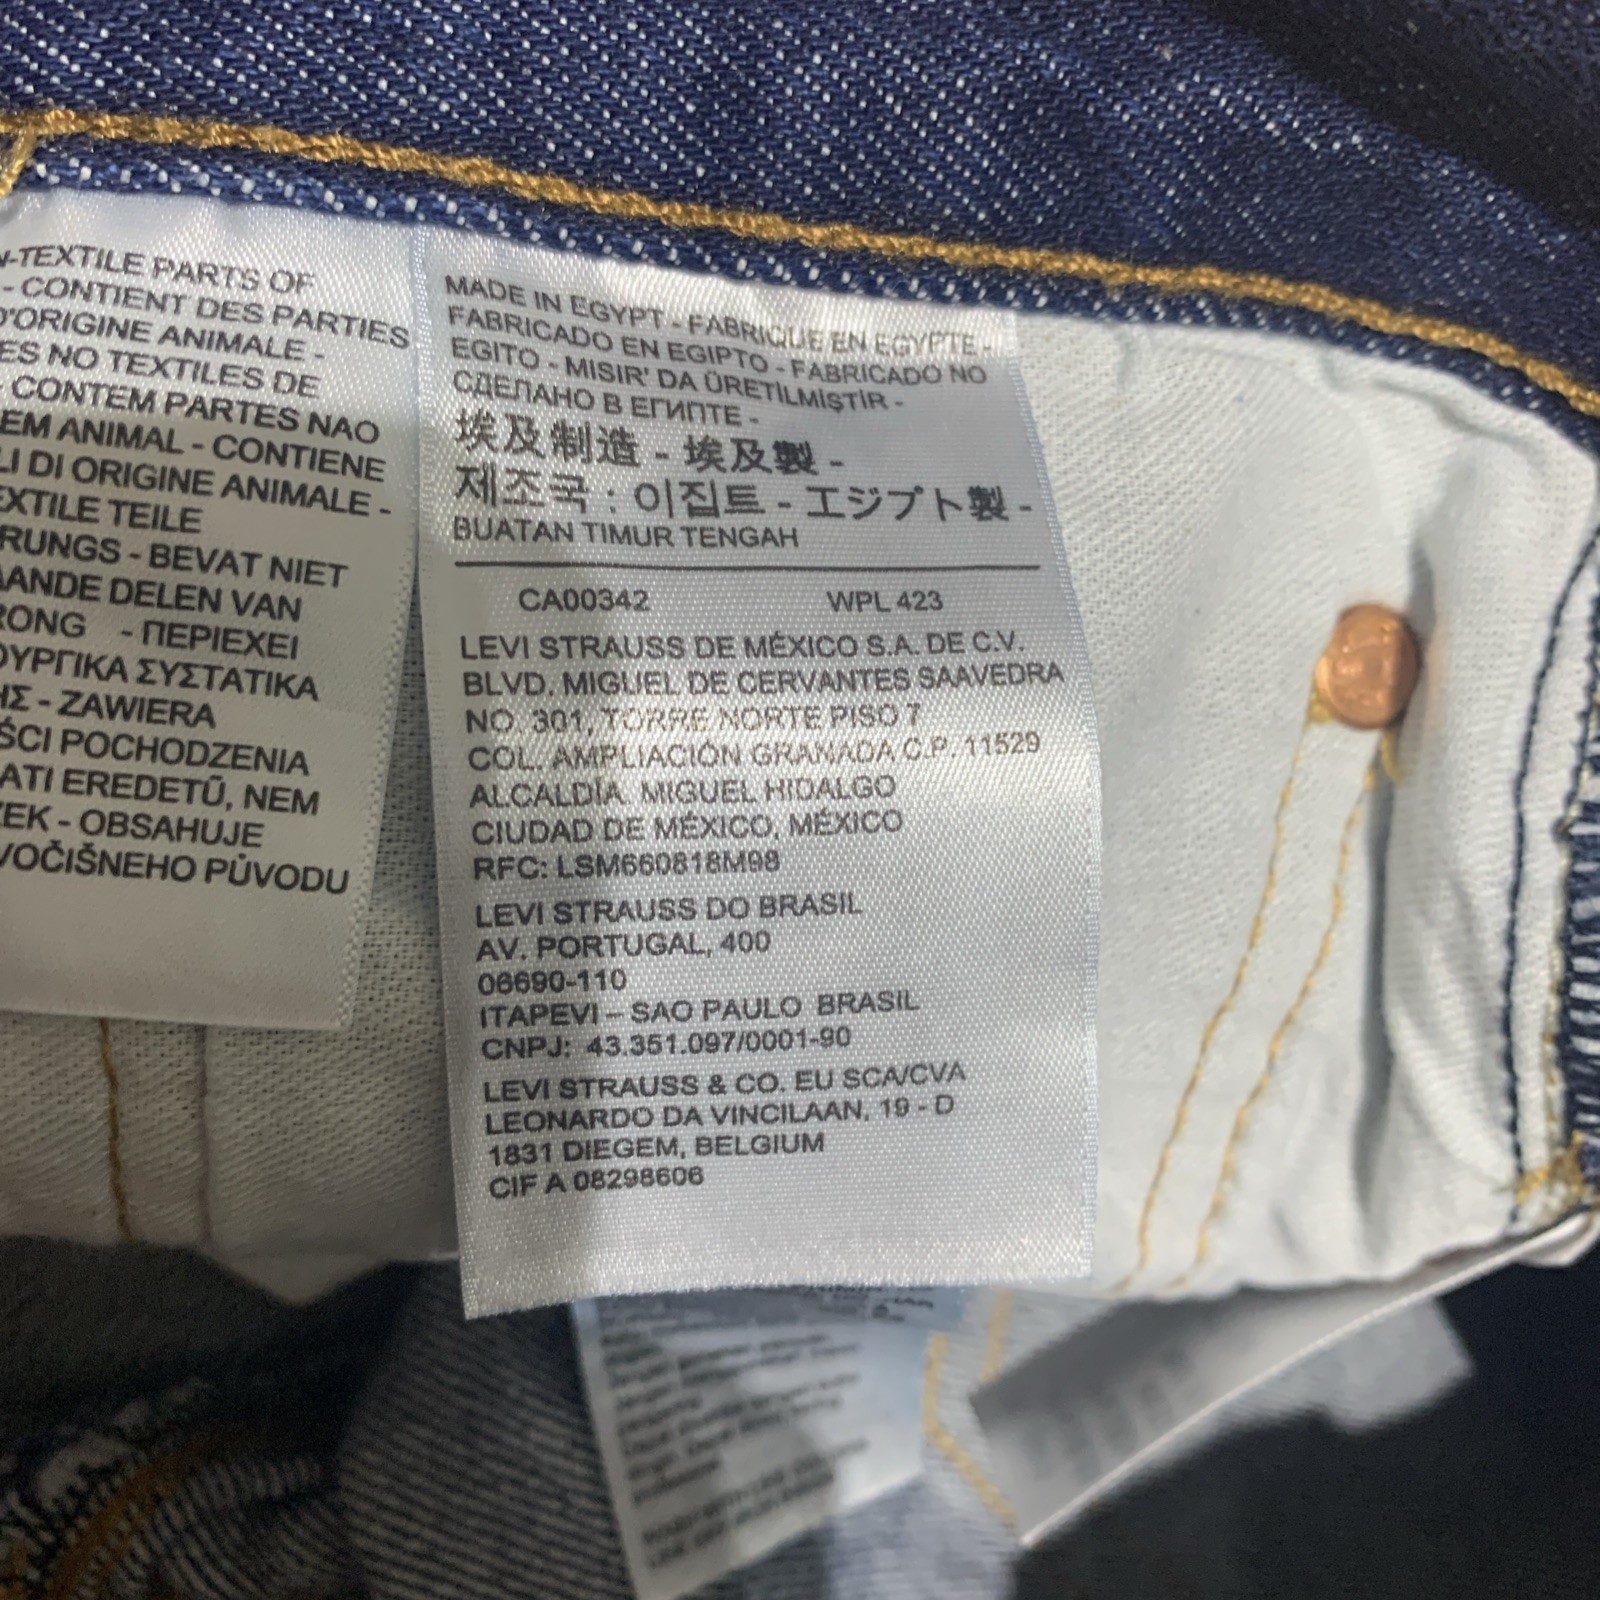 -TEXTILE PARTS OF
- CONTIENT DES PARTIES
D'ORIGINE ANIMALE -
ES NO TEXTILES DE
- CONTEM PARTES NAO
EM ANIMAL - CONTIENE
LI DI ORIGINE ANIMALE -
EXTILE TEILE
RUNGS - BEVAT NIET
AANDE DELEN VAN
RONG - ΠΕΡΙΕΧΕΙ
ΟΥΡΓΙΚΑ ΣΥΣΤΑΤΙΚΑ
ΗΣ - ZAWIERA
ŚCI POCHODZENIA
ATI EREDETŰ, NEM
ZEK - OBSAHUJE
VOČIŠNEHO PŮVODU
MADE IN EGYPT - FABRIQUE EN EGYPTE -
FABRICADO EN EGIPTO - FABRICADO NO
EGITO - MISIR' DA ÜRETİLMİŞTİR -
СДЕЛАНО В ЕГИПТЕ -
埃及制造 - 埃及製 -
제조국 : 이집트 - エジプト製 -
BUATAN TIMUR TENGAH
CA00342 WPL 423
LEVI STRAUSS DE MÉXICO S.A. DE C.V.
BLVD. MIGUEL DE CERVANTES SAAVEDRA
NO. 301, TORRE NORTE PISO 7
COL. AMPLIACIÓN GRANADA C.P. 11529
ALCALDÍA. MIGUEL HIDALGO
CIUDAD DE MÉXICO, MÉXICO
RFC: LSM660818M98
LEVI STRAUSS DO BRASIL
AV. PORTUGAL, 400
06690-110
ITAPEVI – SAO PAULO BRASIL
CNPJ: 43.351.097/0001-90
LEVI STRAUSS & CO. EU SCA/CVA
LEONARDO DA VINCILAAN, 19 - D
1831 DIEGEM, BELGIUM
CIF A 08298606